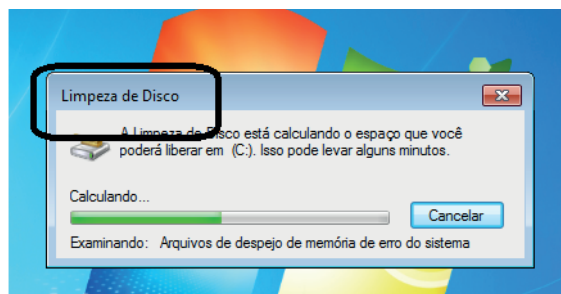 Limpeza de Disco
A Limpeza de Disco está calculando o espaço que você
poderá liberar em (C:). Isso pode levar alguns minutos.
Calculando...
Cancelar
Examinando: Arquivos de despejo de memória de erro do sistema